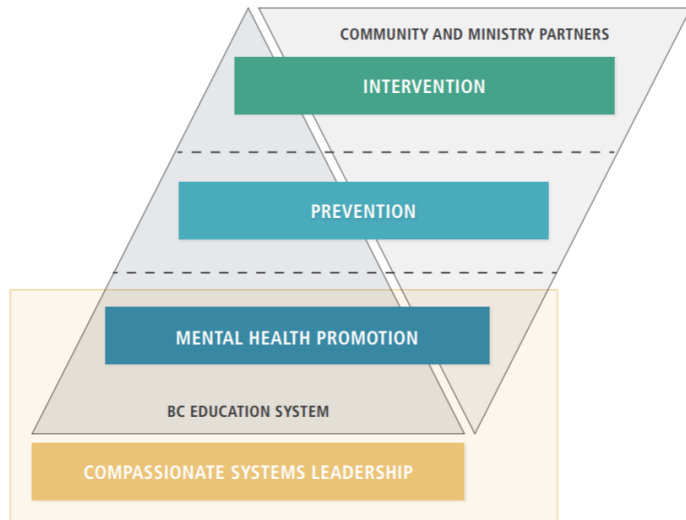 COMMUNITY AND MINISTRY PARTNERS
INTERVENTION
PREVENTION
MENTAL HEALTH PROMOTION
BC EDUCATION SYSTEM
COMPASSIONATE SYSTEMS LEADERSHIP